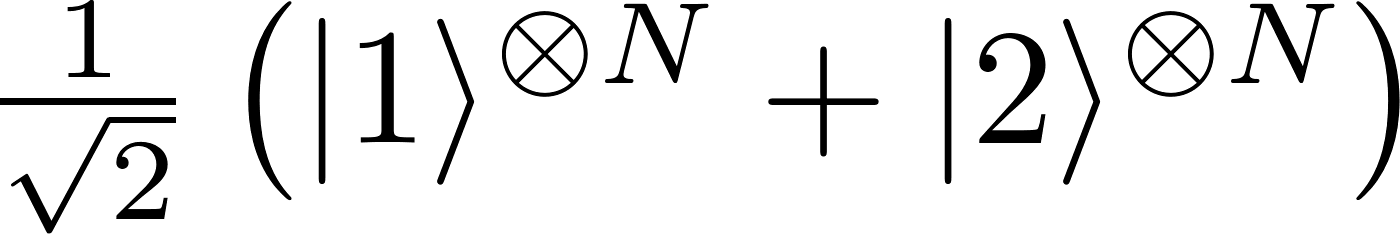 \frac{1}{\sqrt{2}} \left( |1\rangle^{\otimes N} + |2\rangle^{\otimes N} \right)